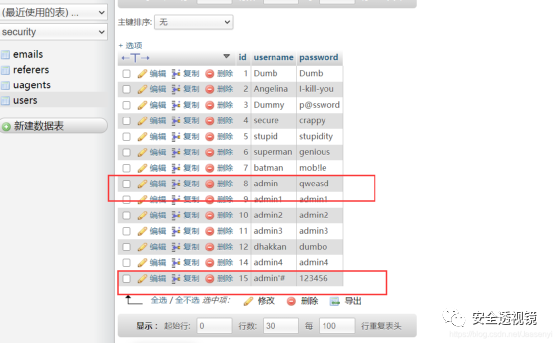 (最近使用的表) ...
security
emails
referers
uagents
users
新建数据表
主键排序: 无
+ 选项
←T→ id username password
编辑 复制 删除 1 Dumb Dumb
编辑 复制 删除 2 Angelina I-kill-you
编辑 复制 删除 3 Dummy p@ssword
编辑 复制 删除 4 secure crappy
编辑 复制 删除 5 stupid stupidity
编辑 复制 删除 6 superman genious
编辑 复制 删除 7 batman mob!le
编辑 复制 删除 8 admin qweasd
编辑 复制 删除 9 admin1 admin1
编辑 复制 删除 10 admin2 admin2
编辑 复制 删除 11 admin3 admin3
编辑 复制 删除 12 dhakkan dumbo
编辑 复制 删除 14 admin4 admin4
编辑 复制 删除 15 admin'# 123456
全选 / 全不选 选中项: 修改 删除 导出
显示 : 起始行: 0 行数: 30 每 100 行重复表头
安全透视镜